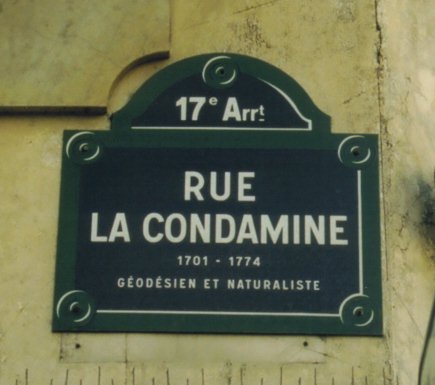 17e Arrt.
RUE
LA CONDAMINE
1701 - 1774
GÉODÉSIEN ET NATURALISTE